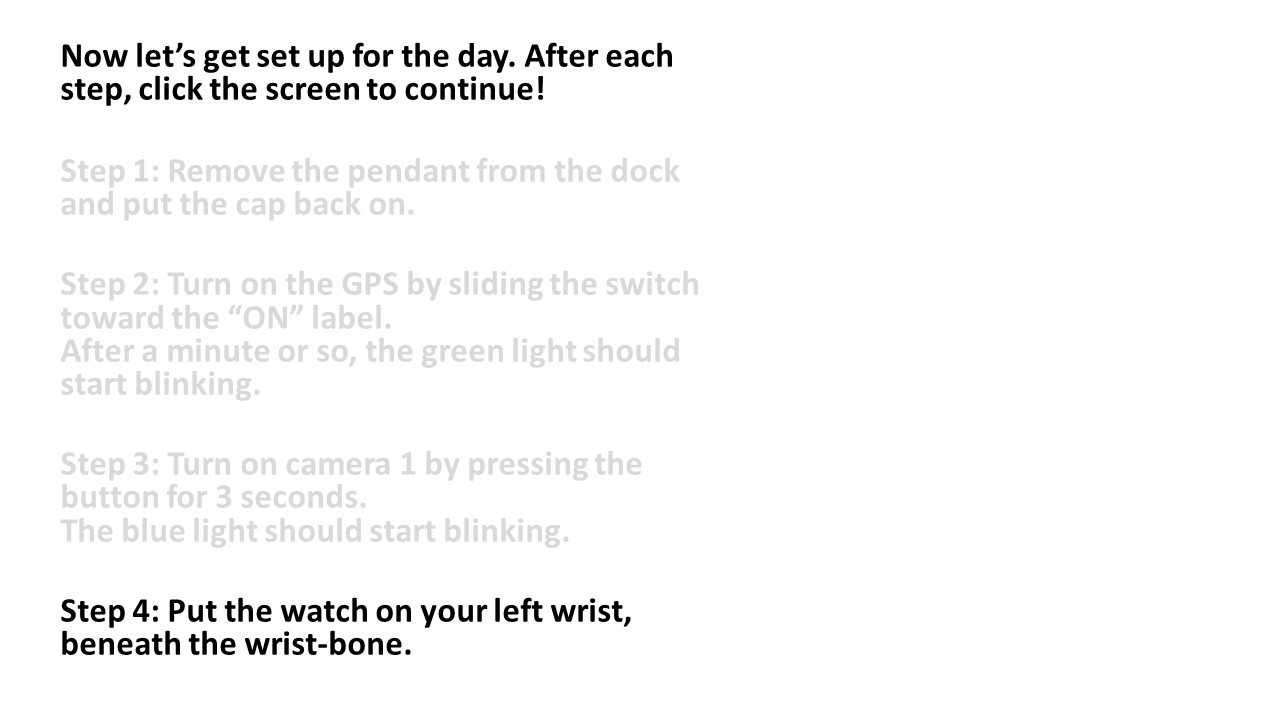 Now let’s get set up for the day. After each
step, click the screen to continue!
Step 1: Remove the pendant from the dock
and put the cap back on.
Step 2: Turn on the GPS by sliding the switch
toward the “ON” label.
After a minute or so, the green light should
start blinking.
Step 3: Turn on camera 1 by pressing the
button for 3 seconds.
The blue light should start blinking.
Step 4: Put the watch on your left wrist,
beneath the wrist-bone.